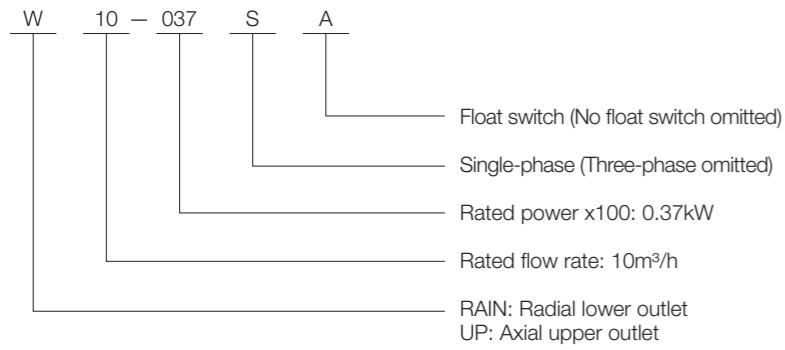 W 10 — 037 S A
Float switch (No float switch omitted)
Single-phase (Three-phase omitted)
Rated power x100: 0.37kW
Rated flow rate: 10m³/h
RAIN: Radial lower outlet
UP: Axial upper outlet